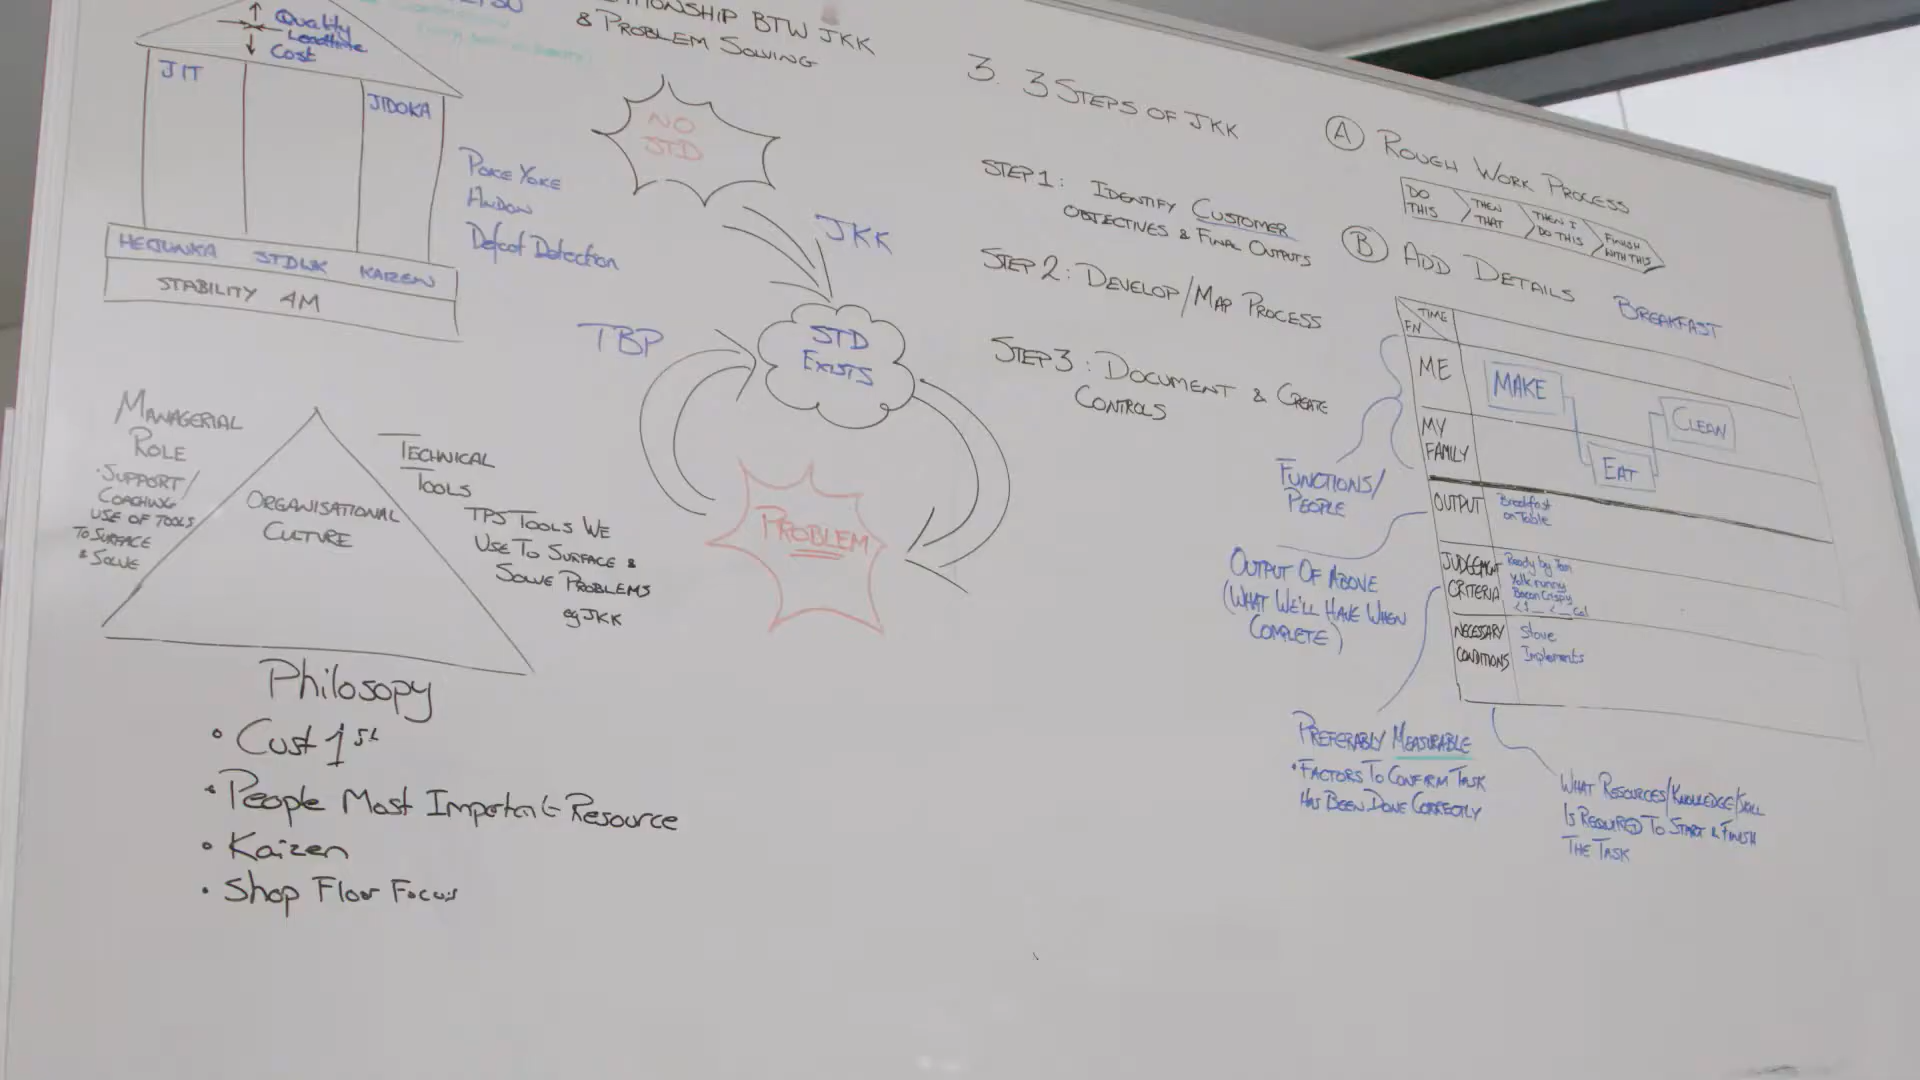 Quality
Leadtime
Cost
JIT
JIDOKA
HEIJUNKA STDWK KAIZEN
STABILITY 4M
POKE YOKE
ANDON
Defect Detection
BTW JKK
& PROBLEM SOLVING
NO
STD
JKK
TBP
STD
EXISTS
PROBLEM
MANAGERIAL
ROLE
• SUPPORT/
COACHING
USE OF TOOLS
TO SURFACE
& SOLVE
ORGANISATIONAL
CULTURE
TECHNICAL
TOOLS
TPS TOOLS WE
USE TO SURFACE &
SOLVE PROBLEMS
eg JKK
Philosopy
• Cust 1st
• People Most Important Resource
• Kaizen
• Shop Floor Focus
3. 3 STEPS OF JKK
STEP 1: IDENTIFY CUSTOMER
OBJECTIVES & FINAL OUTPUTS
STEP 2: DEVELOP/MAP PROCESS
STEP 3: DOCUMENT & CREATE
CONTROLS
A ROUGH WORK PROCESS
DO
THIS
THEN
THAT
THEN I
DO THIS
FINISH
WITH THIS
B ADD DETAILS BREAKFAST
TIME
FN
ME
MAKE
CLEAN
MY
FAMILY
EAT
OUTPUT
Breakfast
on Table
JUDGEMENT
CRITERIA
Ready by 7am
Yolk runny
Bacon Crispy
NECESSARY
CONDITIONS
Stove
Implements
FUNCTIONS/
PEOPLE
OUTPUT OF ABOVE
(WHAT WE'LL HAVE WHEN
COMPLETE)
PREFERABLY MEASURABLE
• FACTORS TO CONFIRM TASK
HAS BEEN DONE CORRECTLY
WHAT RESOURCES/KNOWLEDGE/SKILL
IS REQUIRED TO START & FINISH
THE TASK